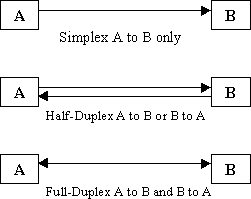 A B
Simplex A to B only
A B
Half-Duplex A to B or B to A
A B
Full-Duplex A to B and B to A